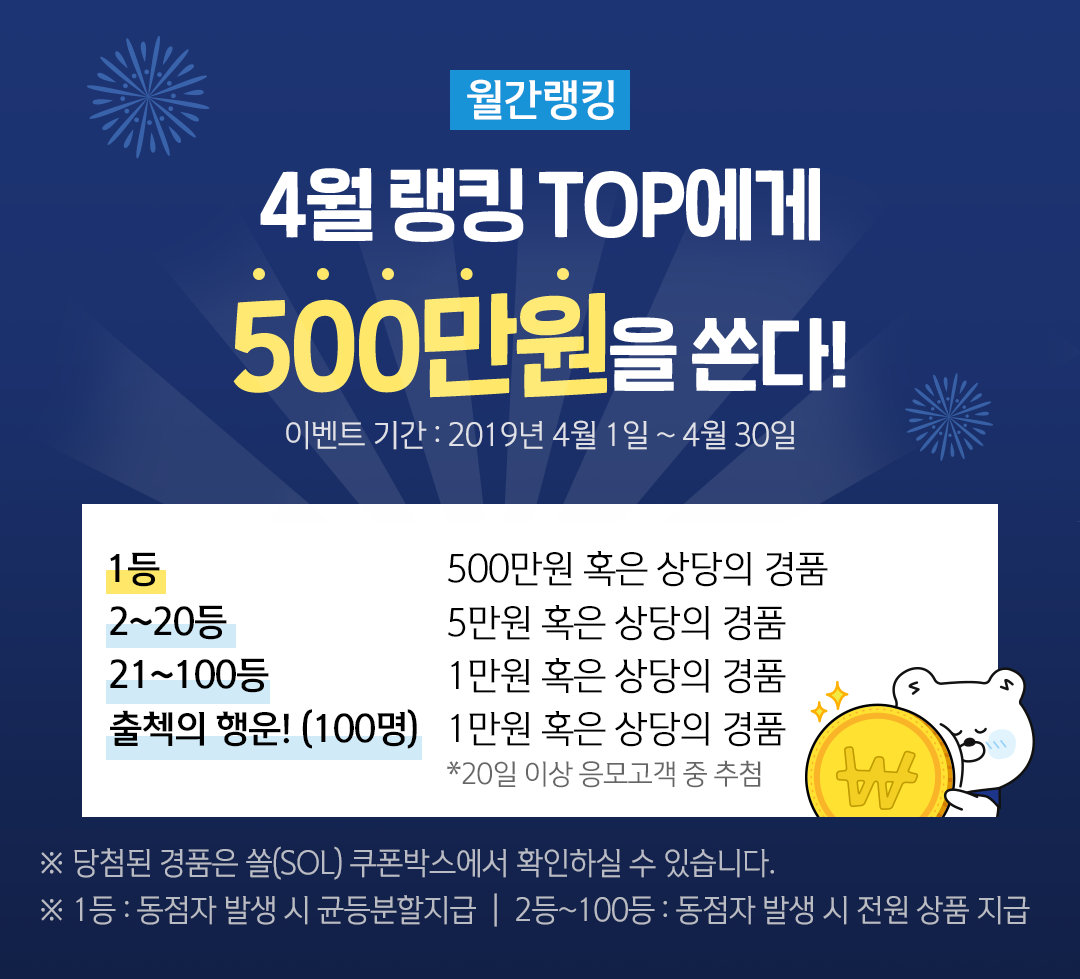 월간랭킹
4월 랭킹 TOP에게
500만원을 쏜다!
이벤트 기간 : 2019년 4월 1일 ~ 4월 30일
1등 500만원 혹은 상당의 경품
2~20등 5만원 혹은 상당의 경품
21~100등 1만원 혹은 상당의 경품
출첵의 행운! (100명) 1만원 혹은 상당의 경품
*20일 이상 응모고객 중 추첨
※ 당첨된 경품은 쏠(SOL) 쿠폰박스에서 확인하실 수 있습니다.
※ 1등 : 동점자 발생 시 균등분할지급 | 2등~100등 : 동점자 발생 시 전원 상품 지급